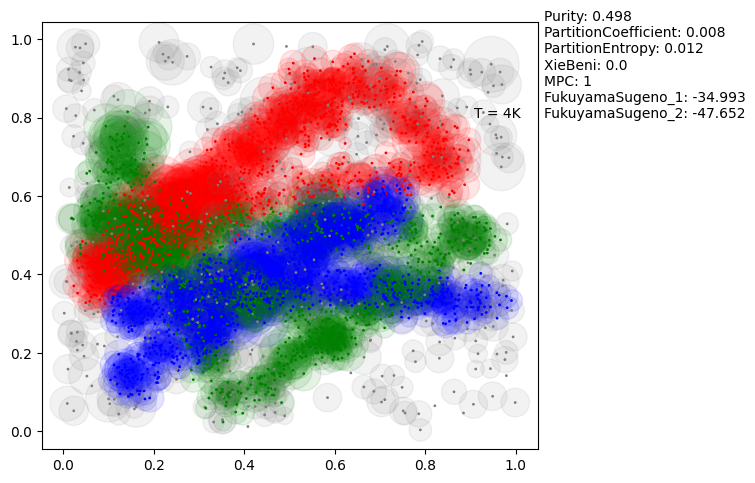 Purity: 0.498
PartitionCoefficient: 0.008
PartitionEntropy: 0.012
XieBeni: 0.0
MPC: 1
FukuyamaSugeno_1: -34.993
FukuyamaSugeno_2: -47.652
T = 4K
1.0
0.8
0.6
0.4
0.2
0.0
0.0 0.2 0.4 0.6 0.8 1.0